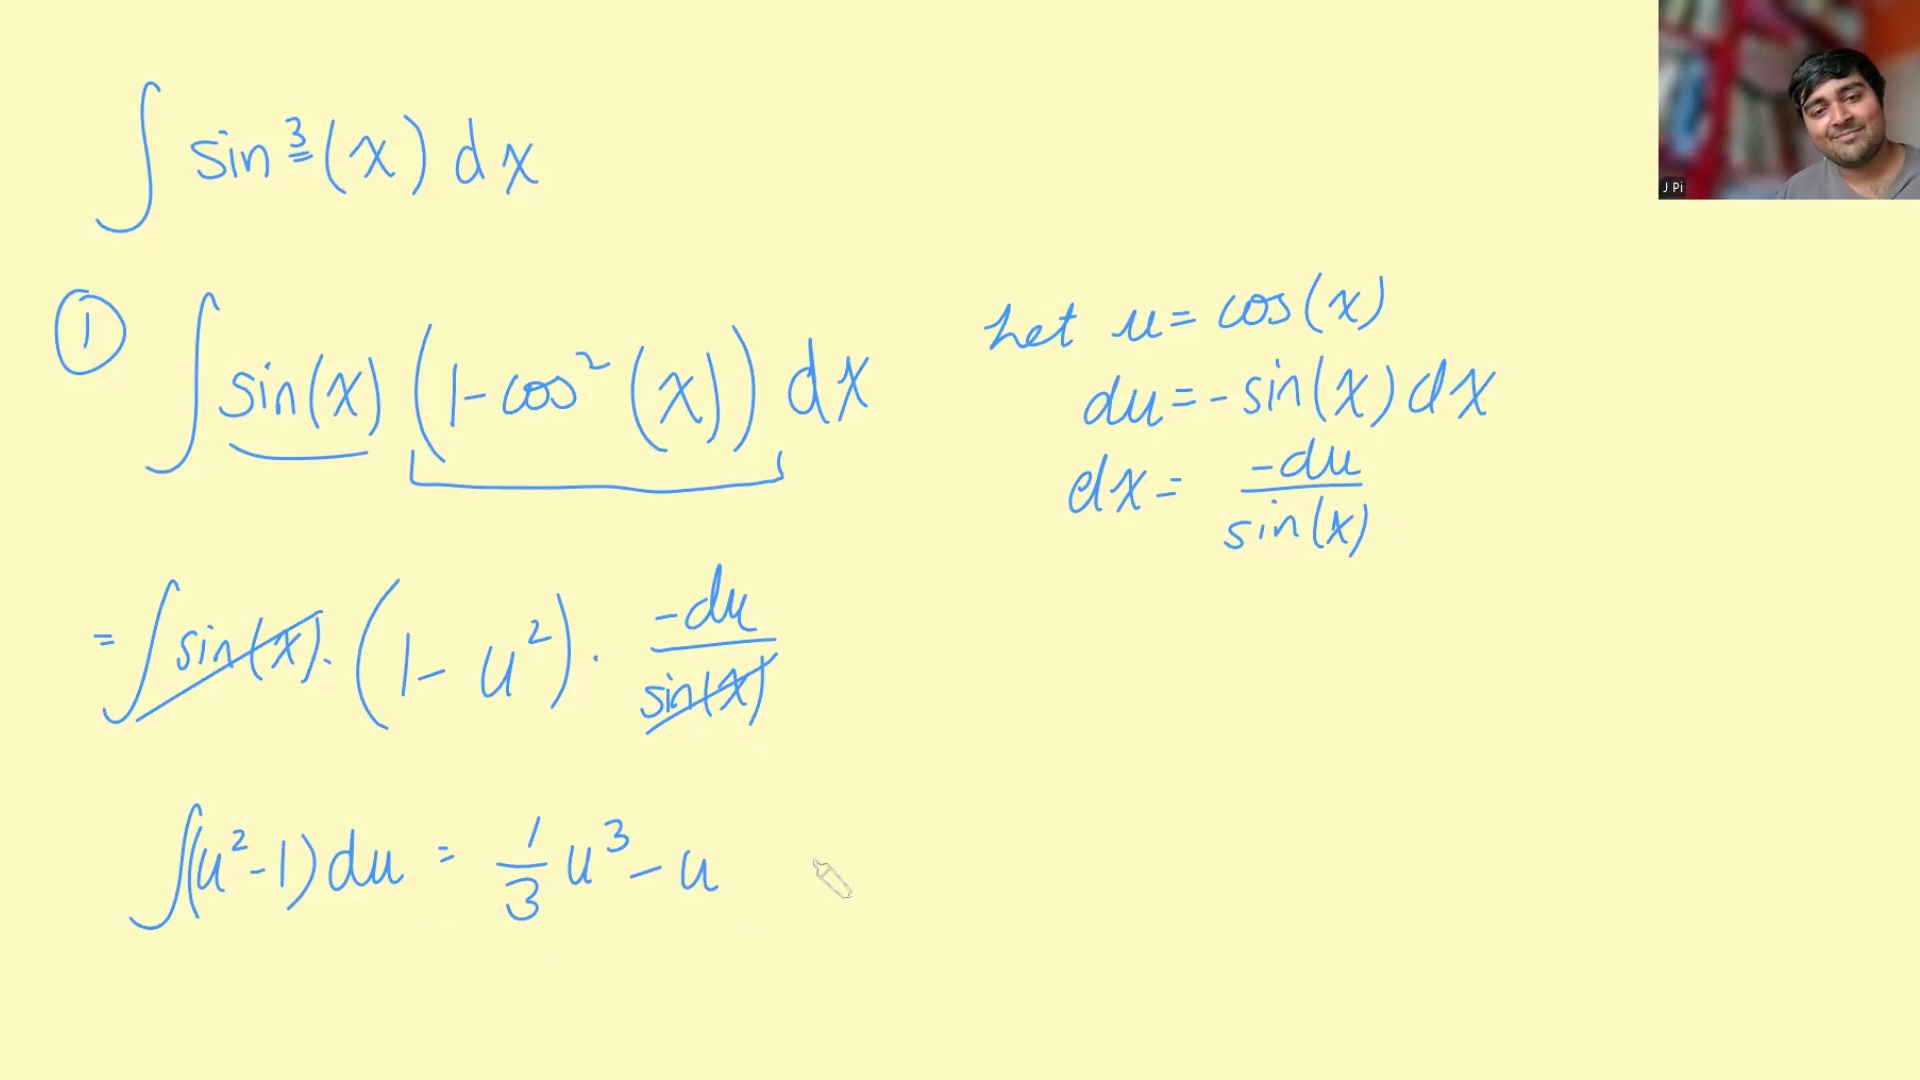 ∫ sin³(x) dx
① ∫ sin(x) (1-cos²(x)) dx
= ∫ sin(x) · (1- u²) · -du/sin(x)
∫(u²-1) du = 1/3 u³ - u
Let u = cos(x)
du = - sin(x) dx
dx = -du/sin(x)
J Pi